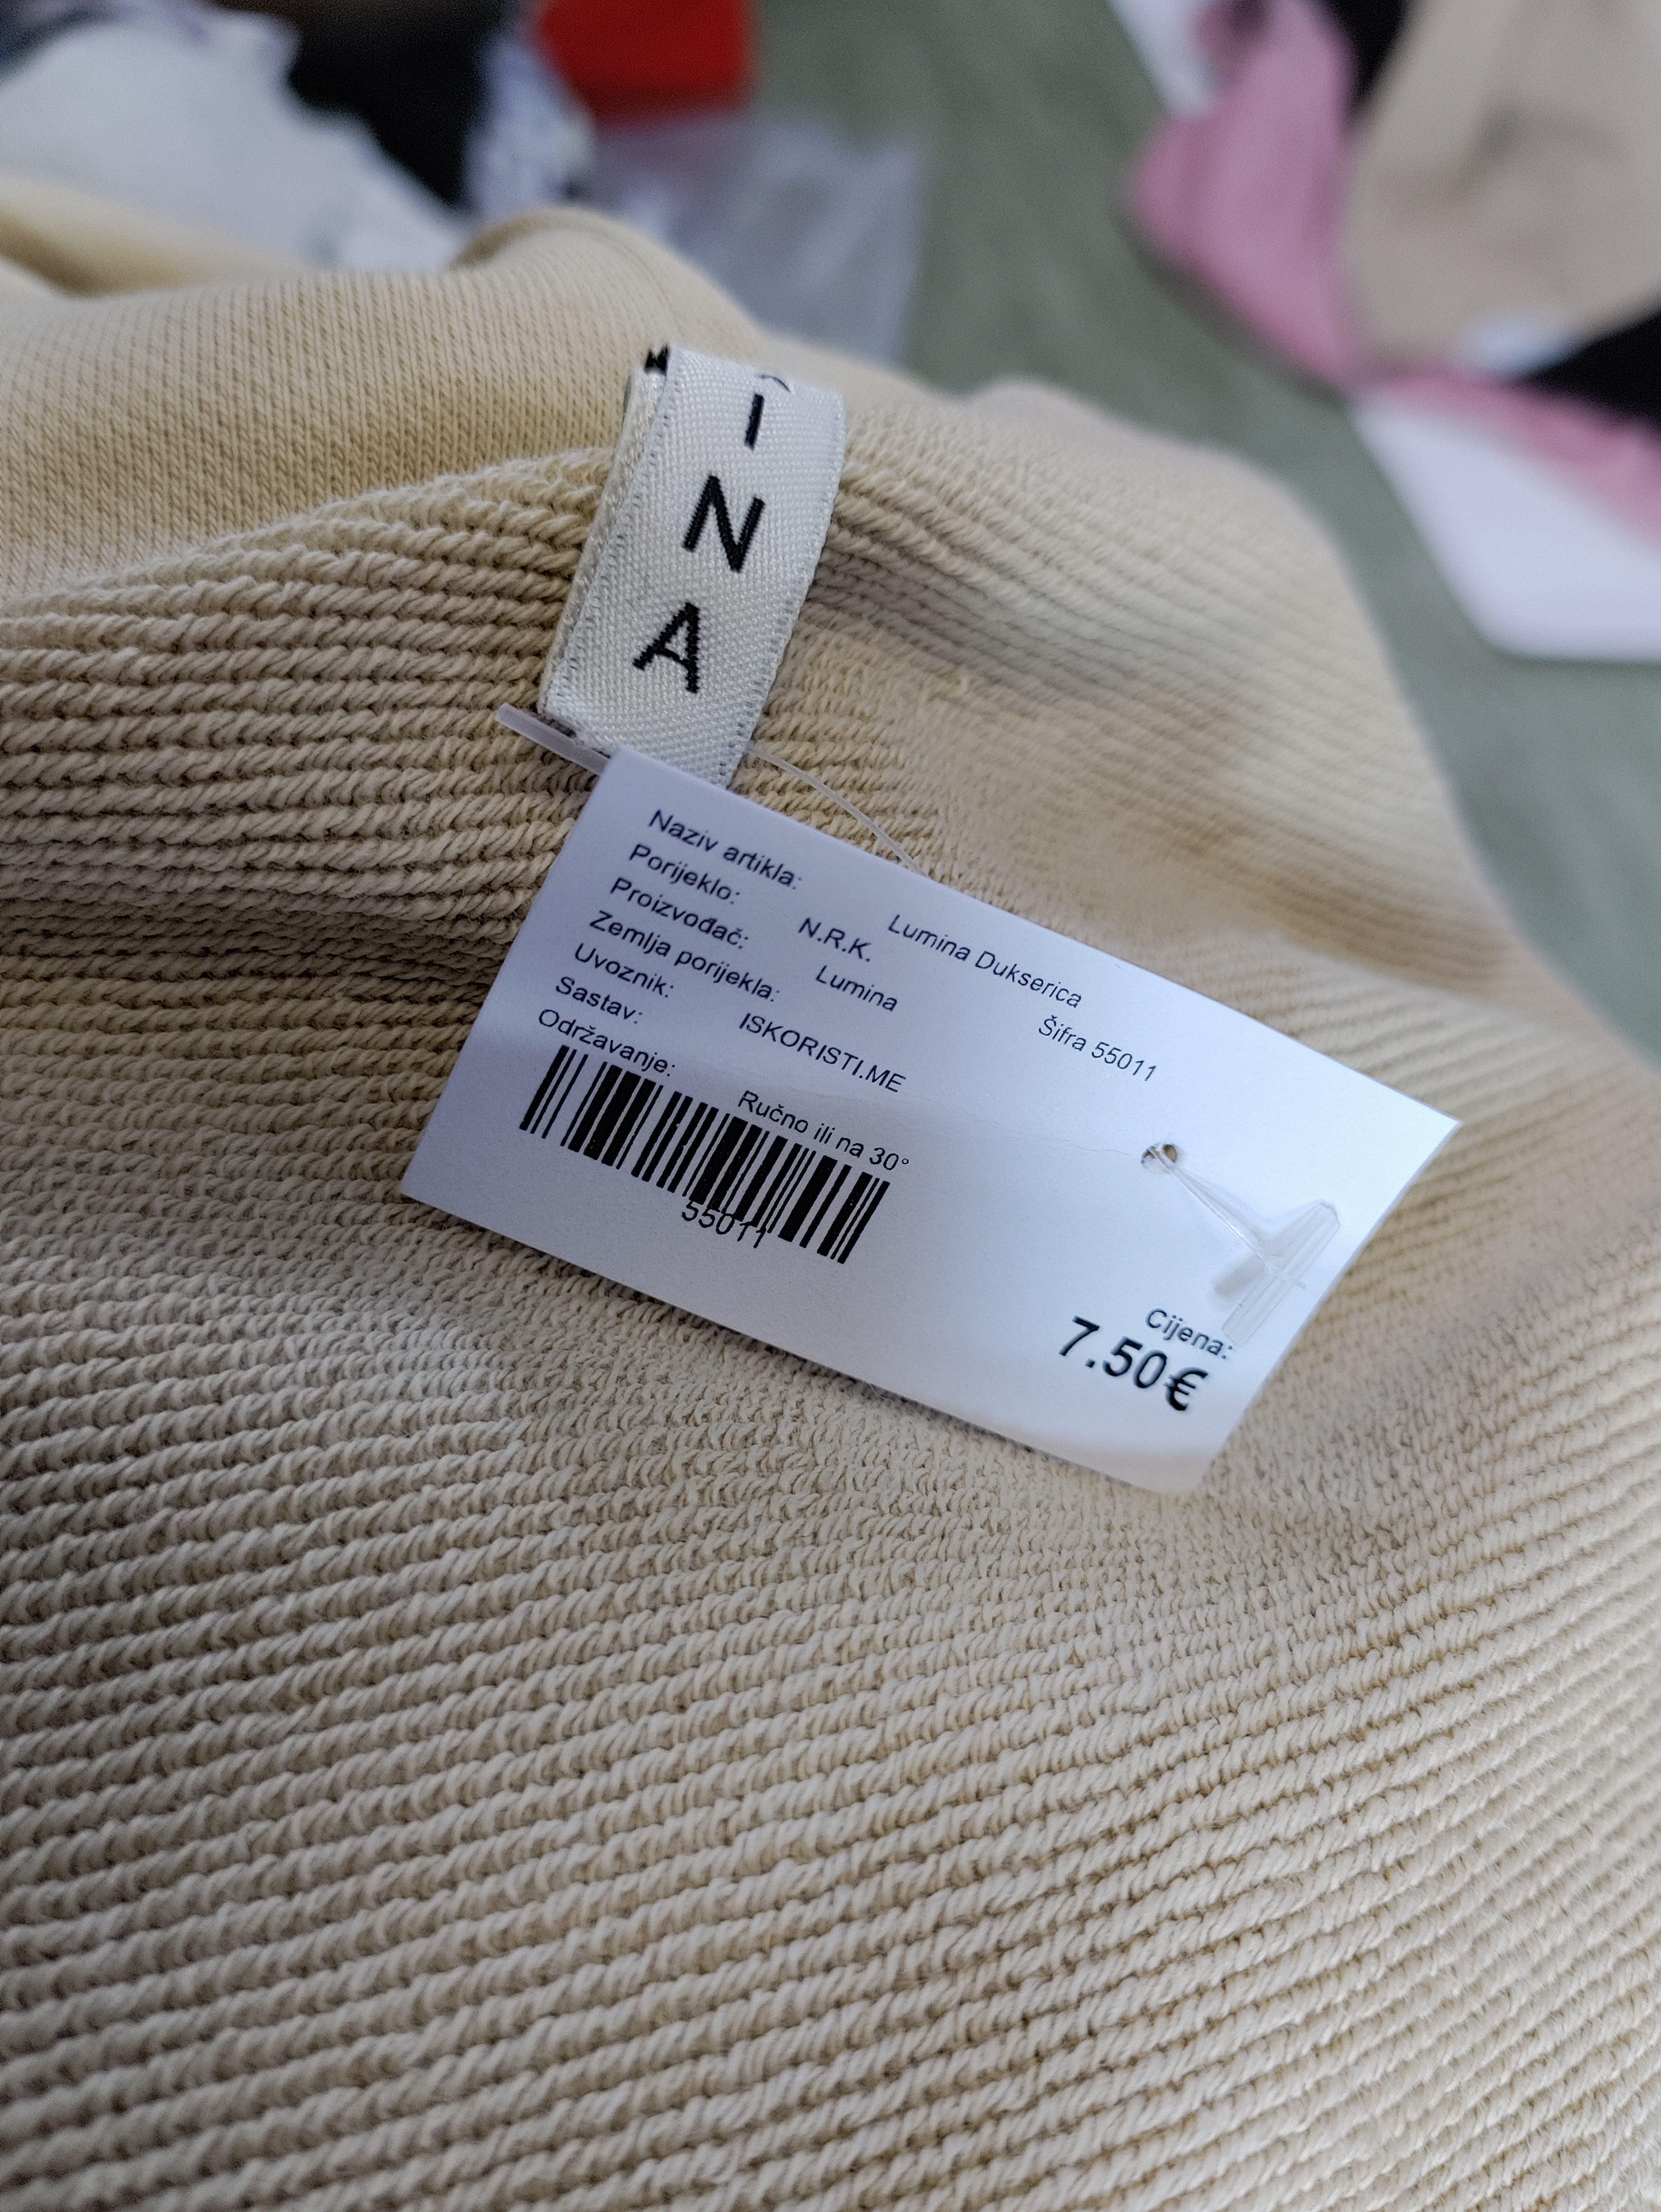 I
N
A
Naziv artikla: Lumina Dukserica
Porijeklo: N.R.K. Šifra 55011
Proizvođač: Lumina
Zemlja porijekla:
Uvoznik: ISKORISTI.ME
Sastav:
Održavanje: Ručno ili na 30°
55011
Cijena:
7.50€